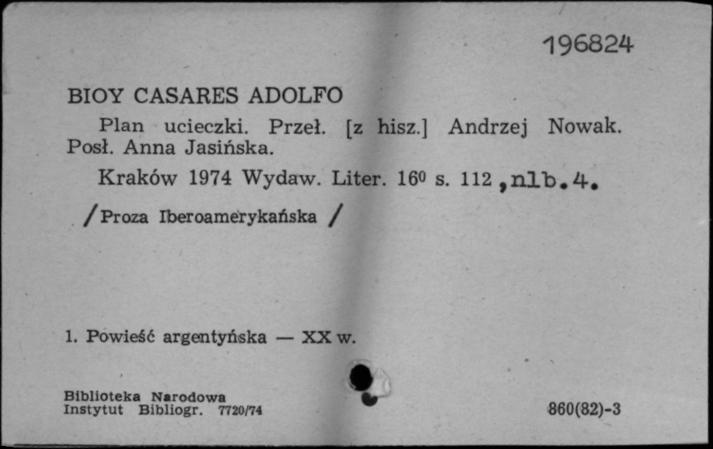 196824
BIOY CASARES ADOLFO
Plan ucieczki. Przeł. [z hisz.] Andrzej Nowak.
Posł. Anna Jasińska.
Kraków 1974 Wydaw. Liter. 16⁰ s. 112 ,nlb.4.
/Proza Iberoamerykańska /
1. Powieść argentyńska — XX w.
Biblioteka Narodowa
Instytut Bibliogr. 7720/74
860(82)-3